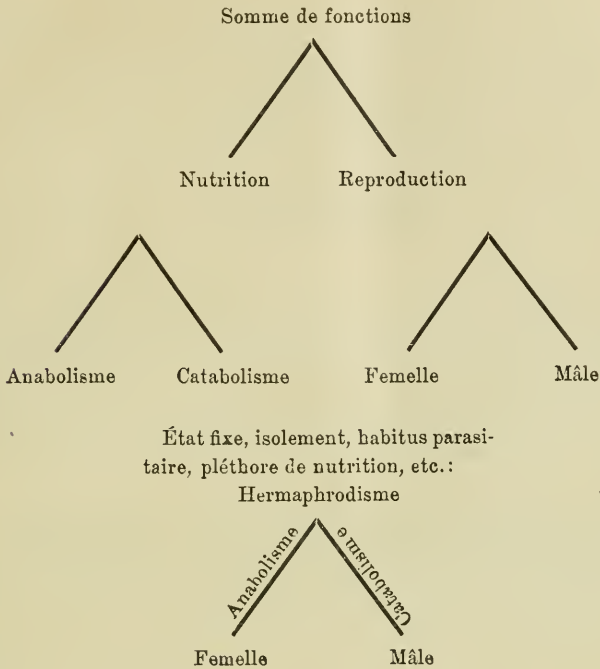 Somme de fonctions
Nutrition Reproduction
Anabolisme Catabolisme Femelle Mâle
État fixe, isolement, habitus parasi-
taire, pléthore de nutrition, etc.:
Hermaphrodisme
Anabolisme Catabolisme
Femelle Mâle